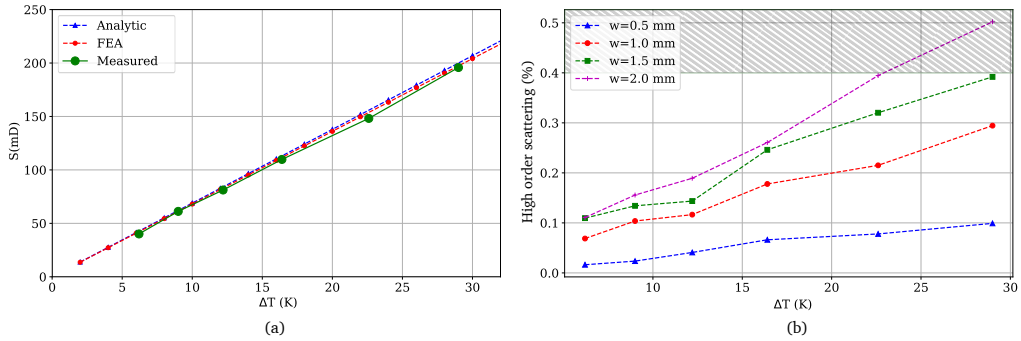 250
200
150
100
50
0
S(mD)
Analytic
FEA
Measured
0 5 10 15 20 25 30
ΔT (K)
(a)
0.5
0.4
0.3
0.2
0.1
0.0
High order scattering (%)
w=0.5 mm
w=1.0 mm
w=1.5 mm
w=2.0 mm
10 15 20 25 30
ΔT (K)
(b)